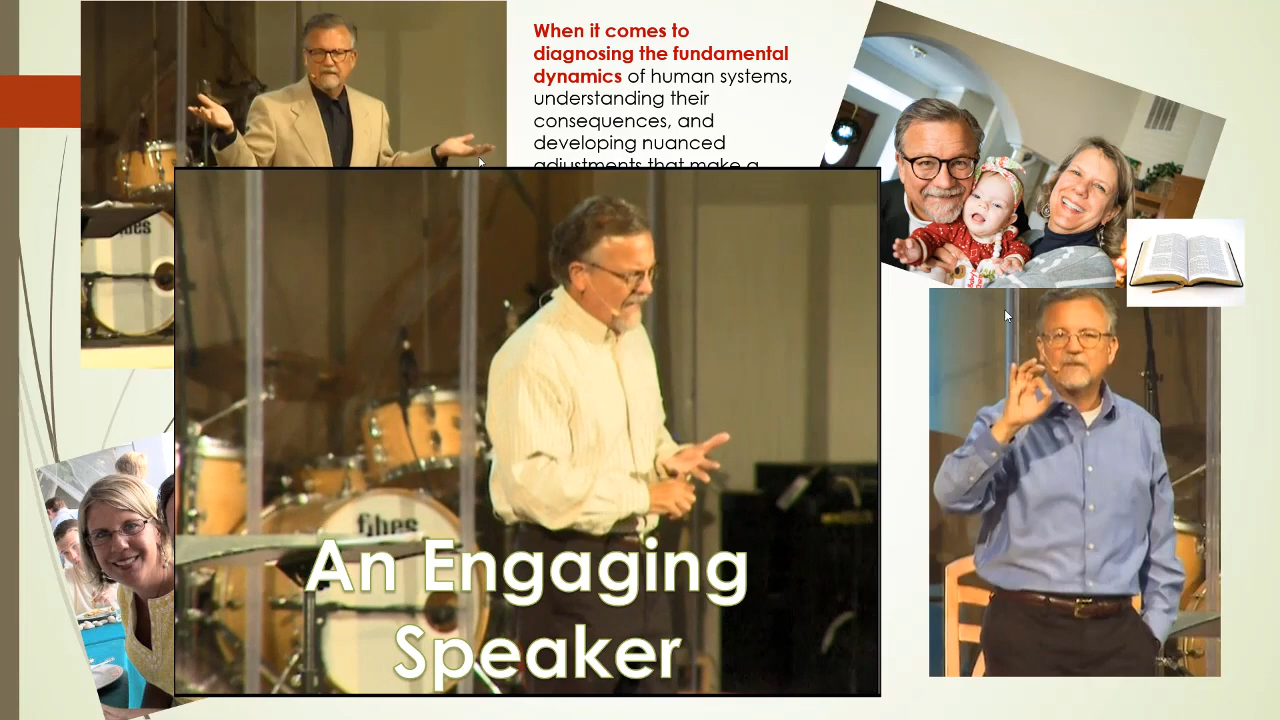 When it comes to
diagnosing the fundamental
dynamics of human systems,
understanding their
consequences, and
developing nuanced
adjustments that make a
fibes
An Engaging
Speaker